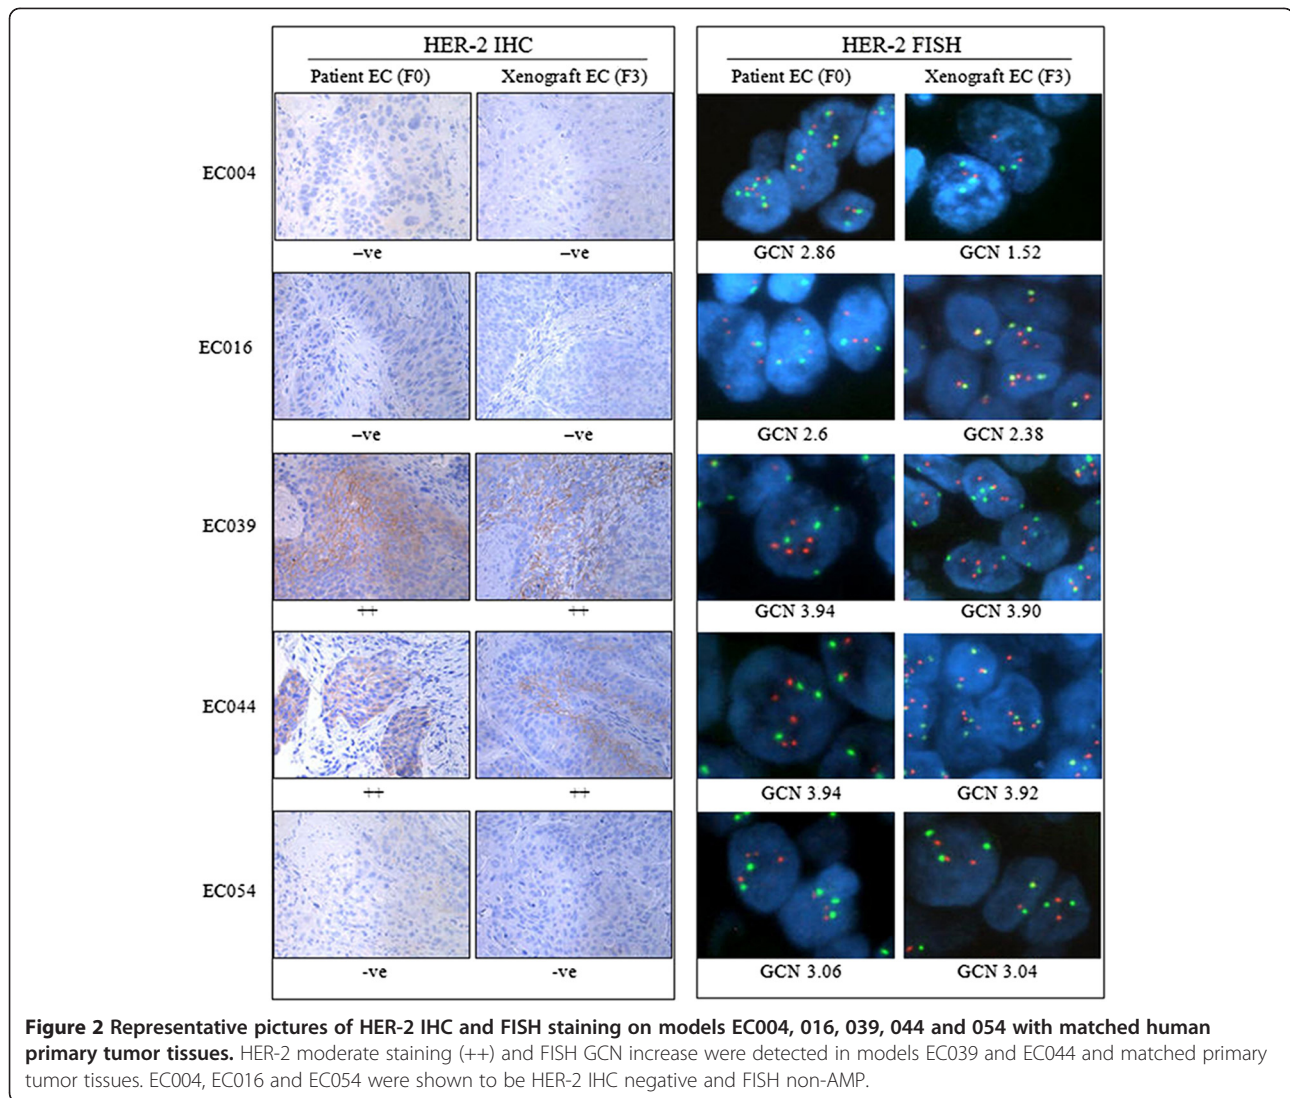 HER-2 IHC
HER-2 FISH
Patient EC (F0)
Xenograft EC (F3)
Patient EC (F0)
Xenograft EC (F3)
EC004
–ve
–ve
GCN 2.86
GCN 1.52
EC016
–ve
–ve
GCN 2.6
GCN 2.38
EC039
++
++
GCN 3.94
GCN 3.90
EC044
++
++
GCN 3.94
GCN 3.92
EC054
-ve
-ve
GCN 3.06
GCN 3.04
Figure 2 Representative pictures of HER-2 IHC and FISH staining on models EC004, 016, 039, 044 and 054 with matched human
primary tumor tissues. HER-2 moderate staining (++) and FISH GCN increase were detected in models EC039 and EC044 and matched primary
tumor tissues. EC004, EC016 and EC054 were shown to be HER-2 IHC negative and FISH non-AMP.